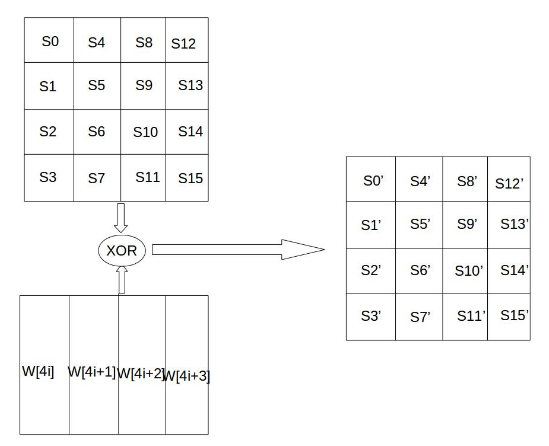 S0 S4 S8 S12
S1 S5 S9 S13
S2 S6 S10 S14
S3 S7 S11 S15
XOR
W[4i] W[4i+1] W[4i+2] W[4i+3]
S0’ S4’ S8’ S12’
S1’ S5’ S9’ S13’
S2’ S6’ S10’ S14’
S3’ S7’ S11’ S15’